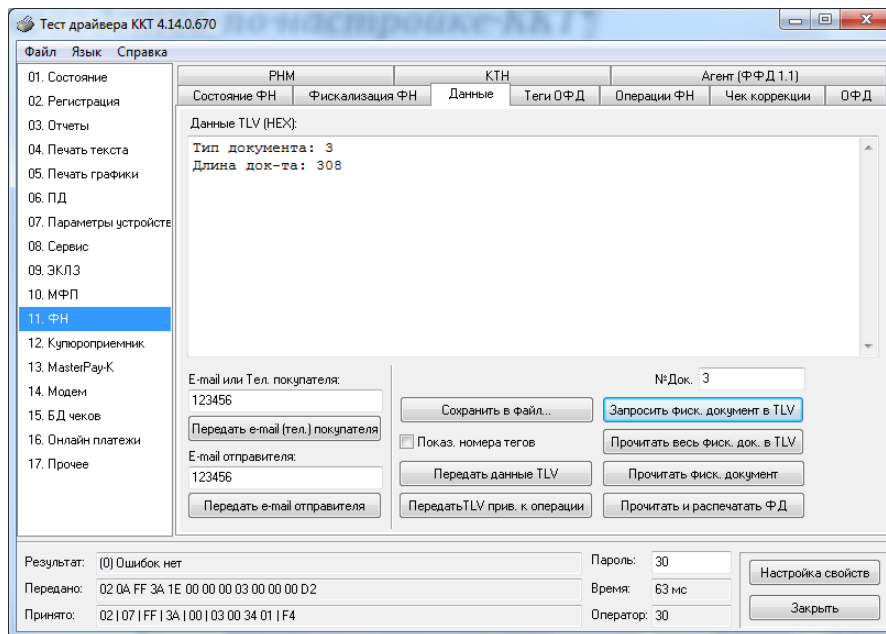 по-настройке-ККТ¶
Тест драйвера ККТ 4.14.0.670
Файл Язык Справка
01. Состояние
02. Регистрация
03. Отчеты
04. Печать текста
05. Печать графики
06. ПД
07. Параметры устройств
08. Сервис
09. ЭКЛЗ
10. МФП
11. ФН
12. Купюроприемник
13. MasterPay-K
14. Модем
15. БД чеков
16. Онлайн платежи
17. Прочее
РНМ КТН Агент (ФФД 1.1)
Состояние ФН Фискализация ФН Данные Теги ОФД Операции ФН Чек коррекции ОФД
Данные TLV (HEX):
Тип документа: 3
Длина док-та: 308
E-mail или Тел. покупателя:
123456
Передать e-mail (тел.) покупателя
E-mail отправителя:
123456
Передать e-mail отправителя
Сохранить в файл...
Показ. номера тегов
Передать данные TLV
ПередатьTLV прив. к операции
№Док. 3
Запросить фиск. документ в TLV
Прочитать весь фиск. док. в TLV
Прочитать фиск. документ
Прочитать и распечатать ФД
Результат: (0) Ошибок нет
Передано: 02 0A FF 3A 1E 00 00 00 03 00 00 00 D2
Принято: 02 | 07 | FF | 3A | 00 | 03 00 34 01 | F4
Пароль: 30
Время: 63 мс
Оператор: 30
Настройка свойств
Закрыть